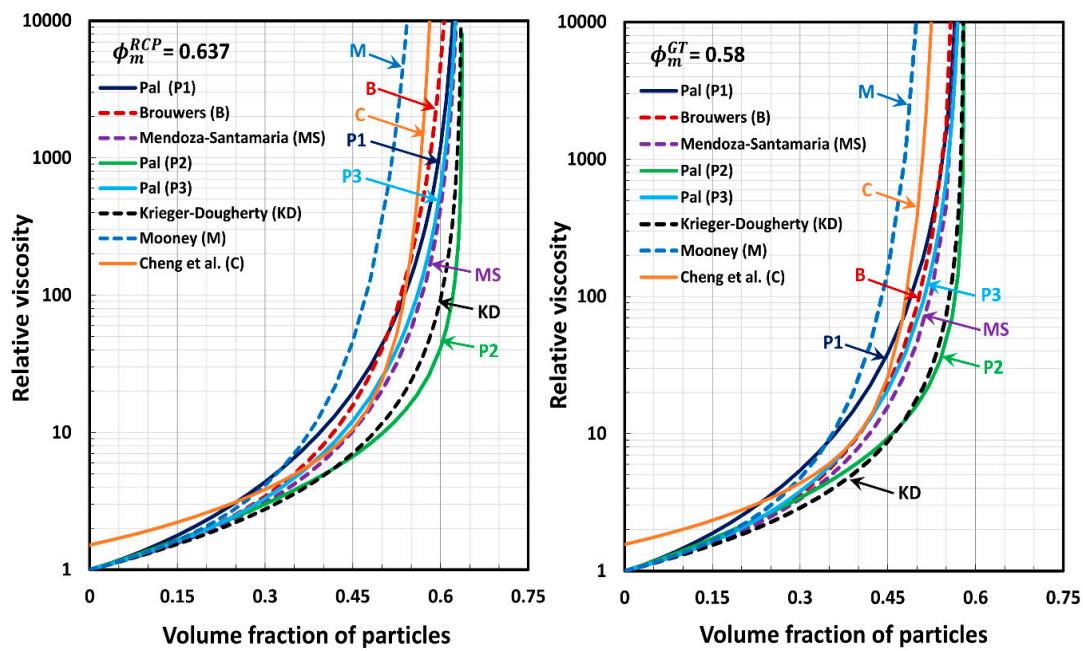 10000
1000
100
10
1
Relative viscosity
ϕ_m^RCP = 0.637
Pal (P1)
Brouwers (B)
Mendoza-Santamaria (MS)
Pal (P2)
Pal (P3)
Krieger-Dougherty (KD)
Mooney (M)
Cheng et al. (C)
M
B
C
P1
P3
MS
KD
P2
0 0.15 0.3 0.45 0.6 0.75
Volume fraction of particles
10000
1000
100
10
1
Relative viscosity
ϕ_m^GT = 0.58
Pal (P1)
Brouwers (B)
Mendoza-Santamaria (MS)
Pal (P2)
Pal (P3)
Krieger-Dougherty (KD)
Mooney (M)
Cheng et al. (C)
M
C
B
P3
MS
P1
P2
KD
0 0.15 0.3 0.45 0.6 0.75
Volume fraction of particles